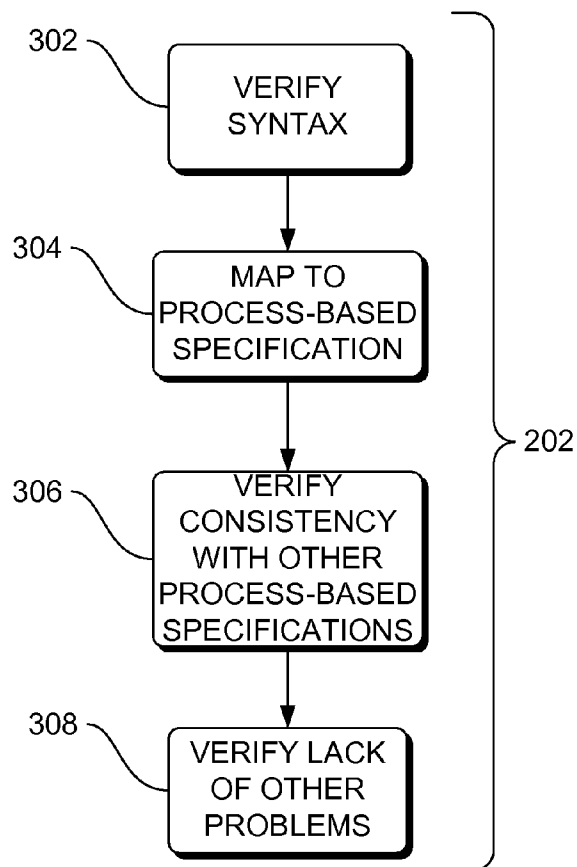 302
VERIFY
SYNTAX
304
MAP TO
PROCESS-BASED
SPECIFICATION
202
306
VERIFY
CONSISTENCY
WITH OTHER
PROCESS-BASED
SPECIFICATIONS
308
VERIFY LACK
OF OTHER
PROBLEMS